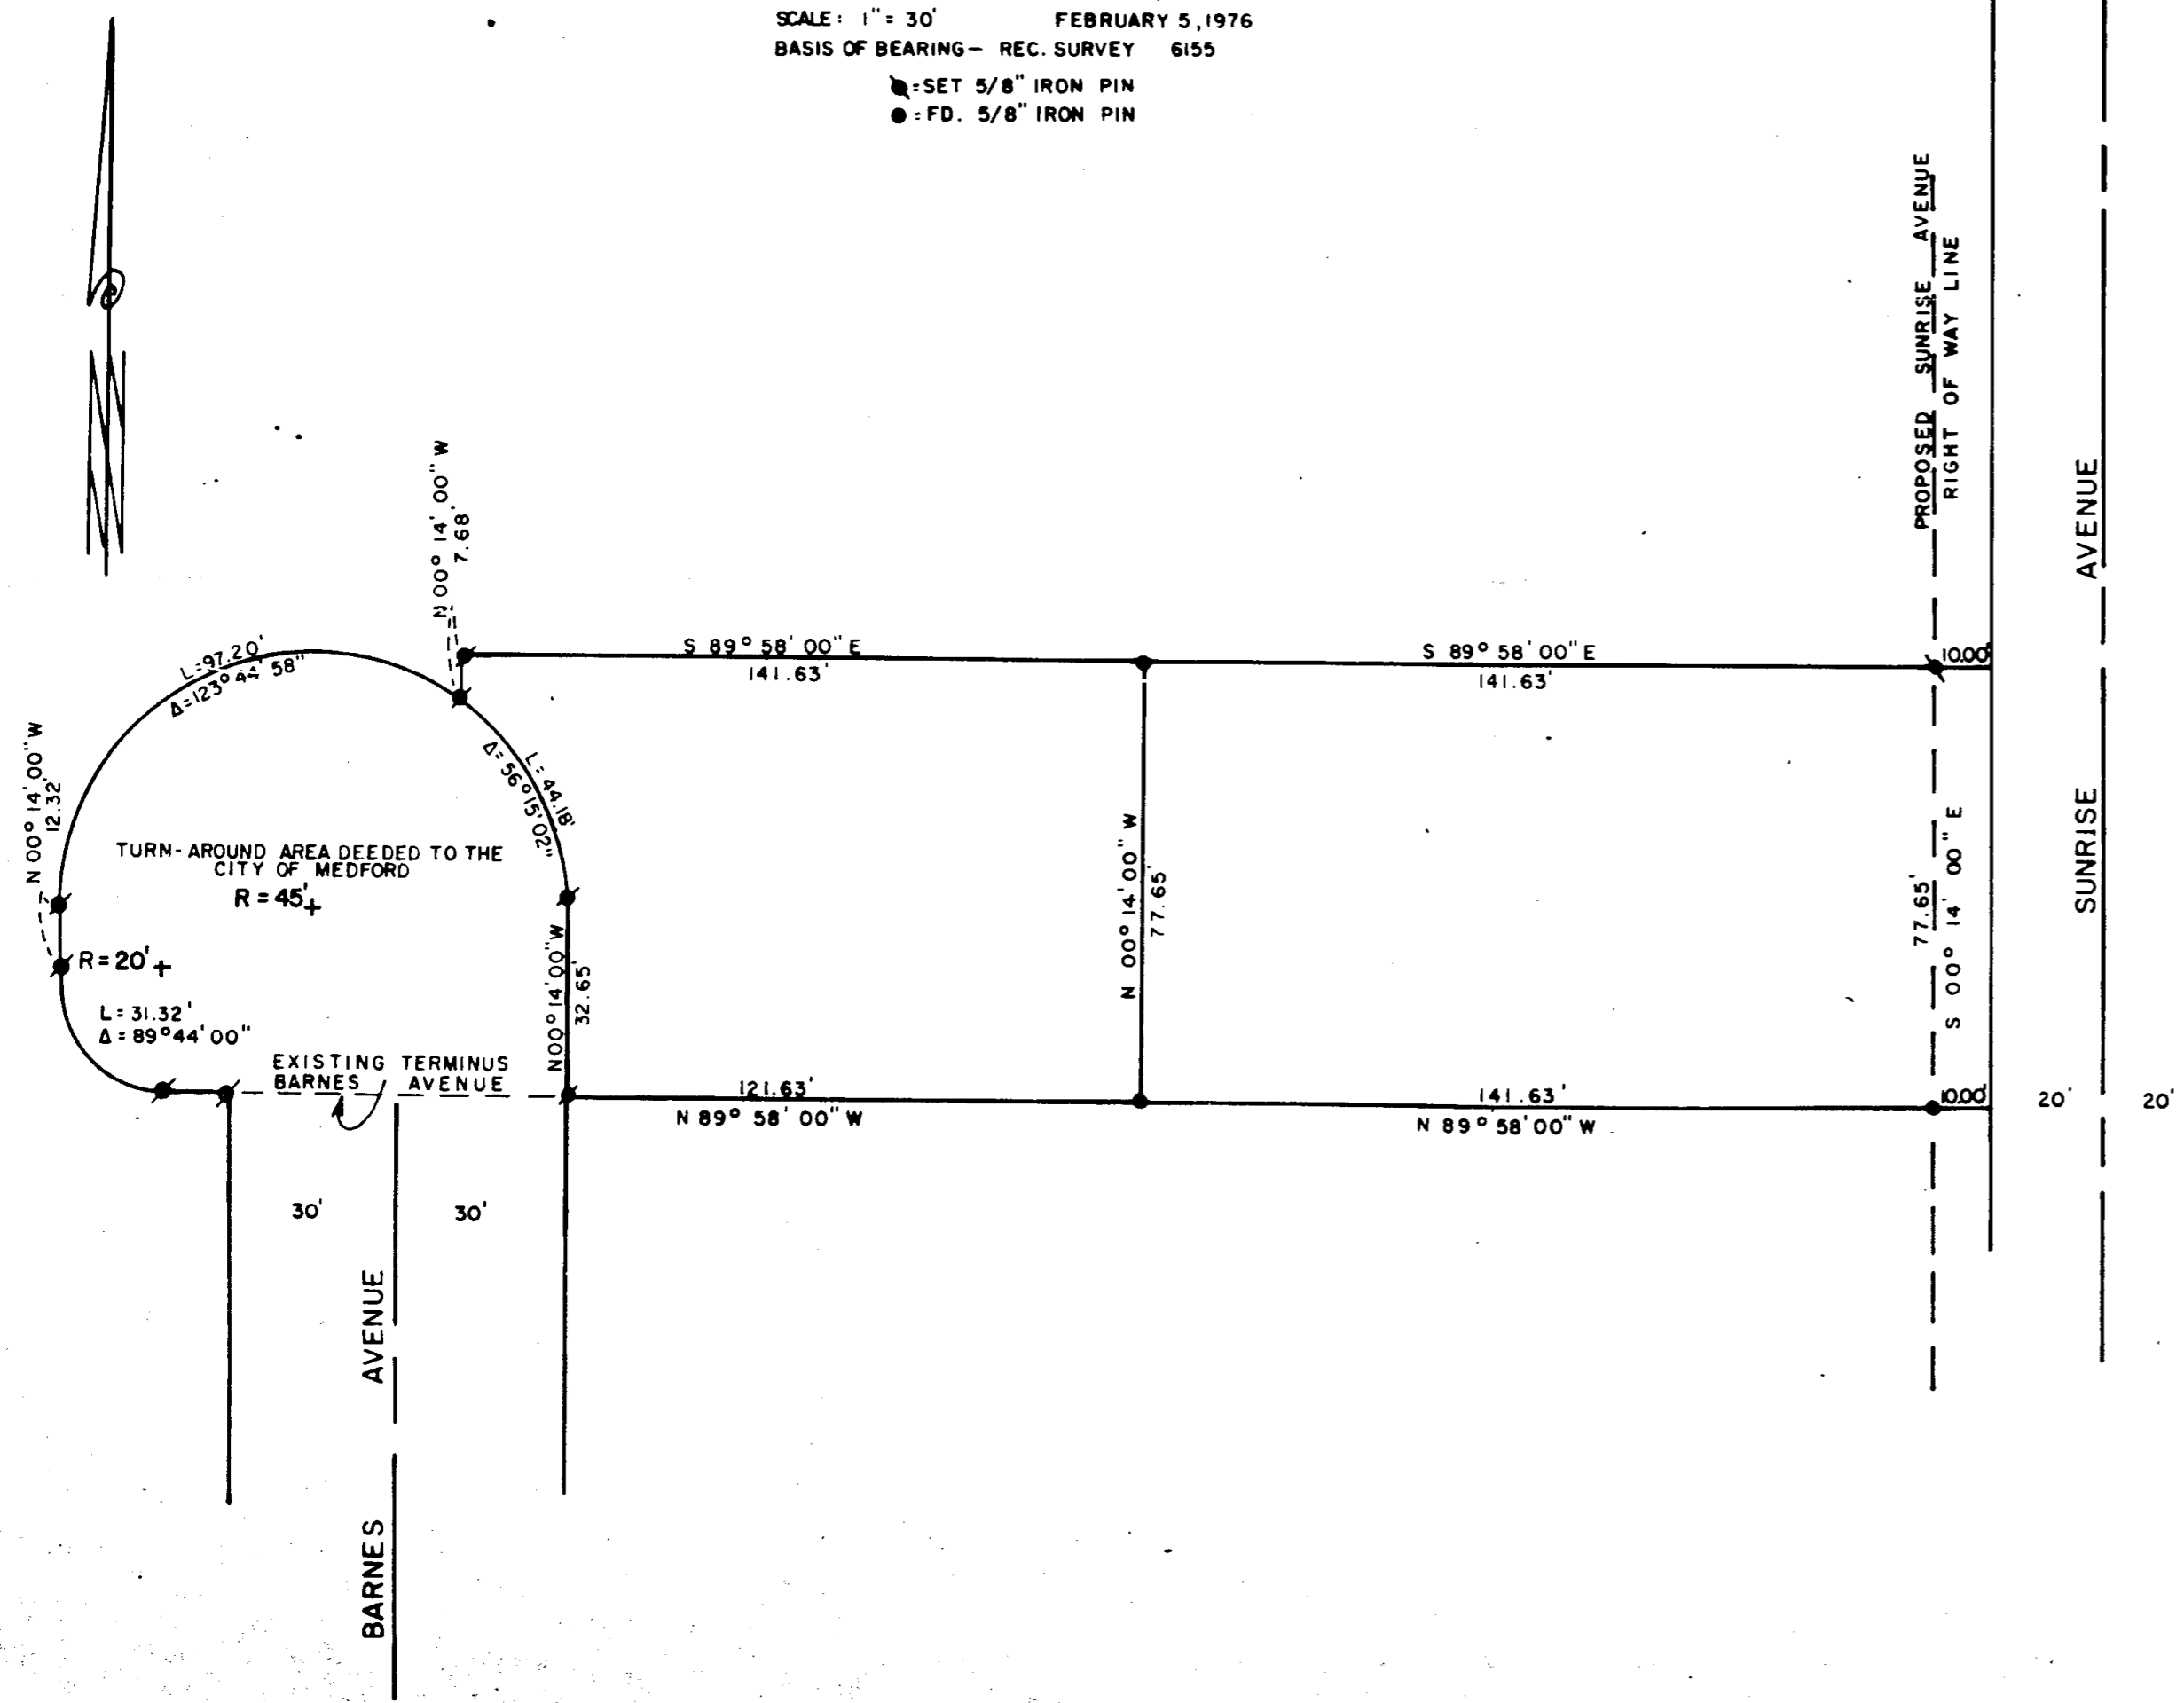 SCALE: 1" = 30' FEBRUARY 5, 1976
BASIS OF BEARING - REC. SURVEY 6155
=SET 5/8" IRON PIN
=FD. 5/8" IRON PIN
N
PROPOSED SUNRISE AVENUE
RIGHT OF WAY LINE
SUNRISE AVENUE
N 00° 14' 00" W
7.68'
S 89° 58' 00" E
141.63'
S 89° 58' 00" E
141.63'
10.00'
L=97.20'
Δ=123° 44' 58"
L=44.18'
Δ=56° 15' 02"
N 00° 14' 00" W
12.32'
TURN-AROUND AREA DEEDED TO THE
CITY OF MEDFORD
R = 45'
R = 20'
L = 31.32'
Δ = 89° 44' 00"
N 00° 14' 00" W
32.65'
N 00° 14' 00" W
77.65'
77.65'
S 00° 14' 00" E
EXISTING TERMINUS
BARNES AVENUE
121.63'
N 89° 58' 00" W
141.63'
N 89° 58' 00" W
10.00'
20' 20'
30' 30'
BARNES AVENUE